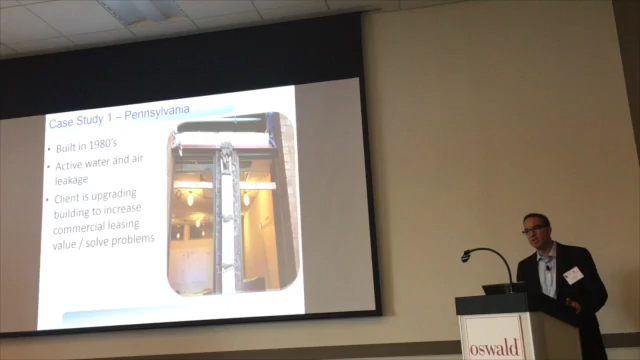 Case Study 1 – Pennsylvania
• Built in 1980's
• Active water and air
leakage
• Client is upgrading
building to increase
commercial leasing
value / solve problems
oswald